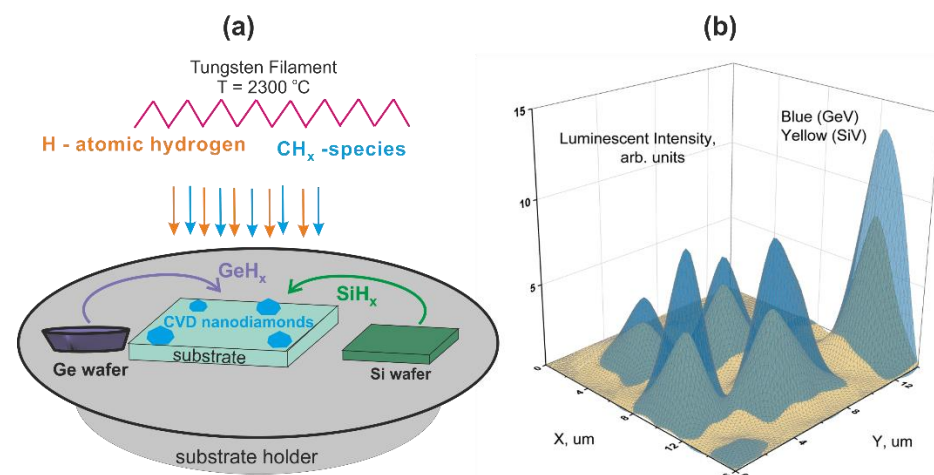 (a)
Tungsten Filament
T = 2300 °C
H - atomic hydrogen
CHₓ -species
GeHₓ
SiHₓ
CVD nanodiamonds
substrate
Ge wafer
Si wafer
substrate holder
(b)
15
Luminescent Intensity,
arb. units
Blue (GeV)
Yellow (SiV)
10
5
0
4
8
12
X, um
4
8
12
Y, um